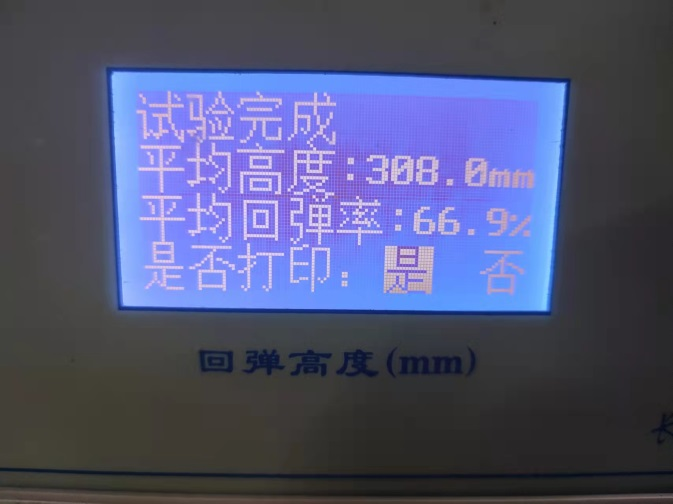 试验完成
平均高度:308.0mm
平均回弹率:66.9%
是否打印: 是 否
回弹高度(mm)